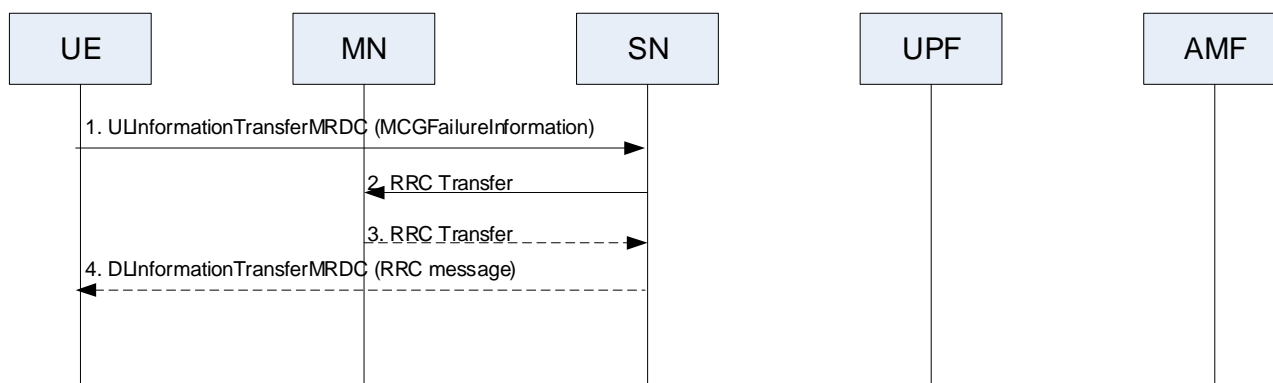 UE
MN
SN
UPF
AMF
1. ULInformationTransferMRDC (MCGFailureInformation)
2. RRC Transfer
3. RRC Transfer
4. DLInformationTransferMRDC (RRC message)